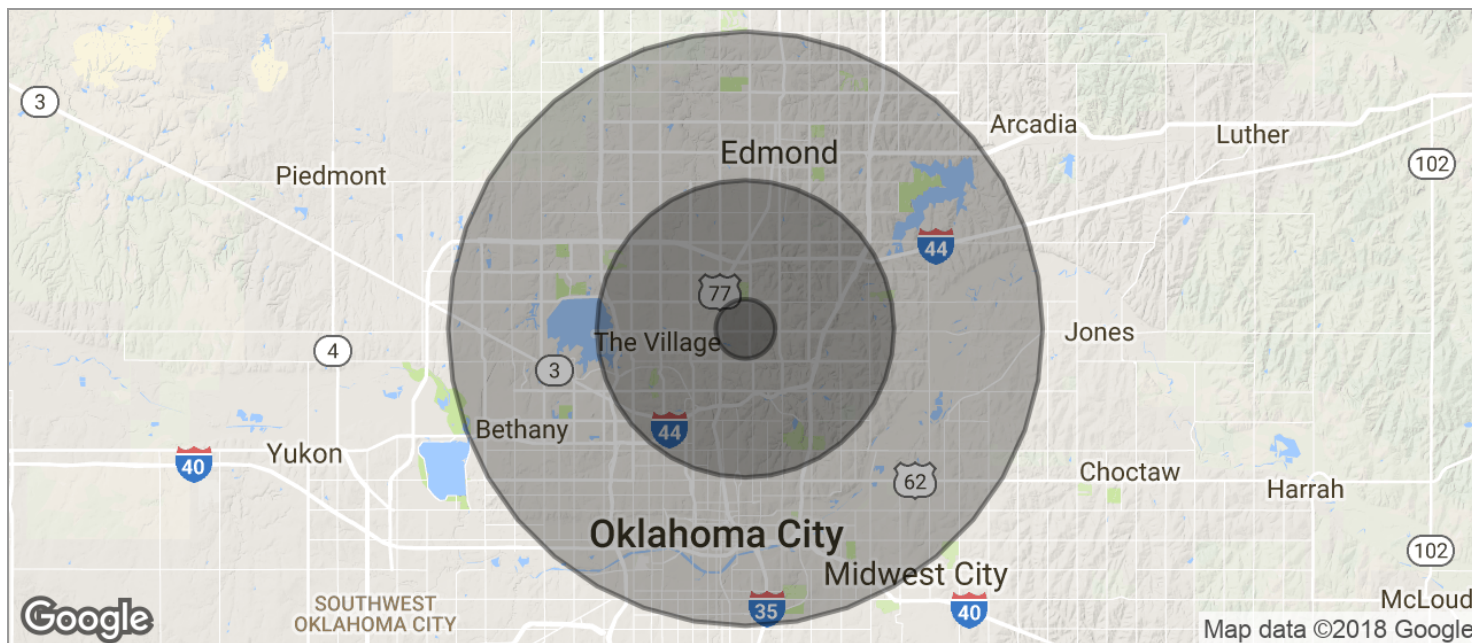 3
Arcadia
Luther
Edmond
102
Piedmont
44
77
Jones
The Village
4
3
Bethany
44
Yukon
40
62
Choctaw
Harrah
Oklahoma City
102
Midwest City
SOUTHWEST
OKLAHOMA CITY
35
40
McLoud
Google
Map data ©2018 Google